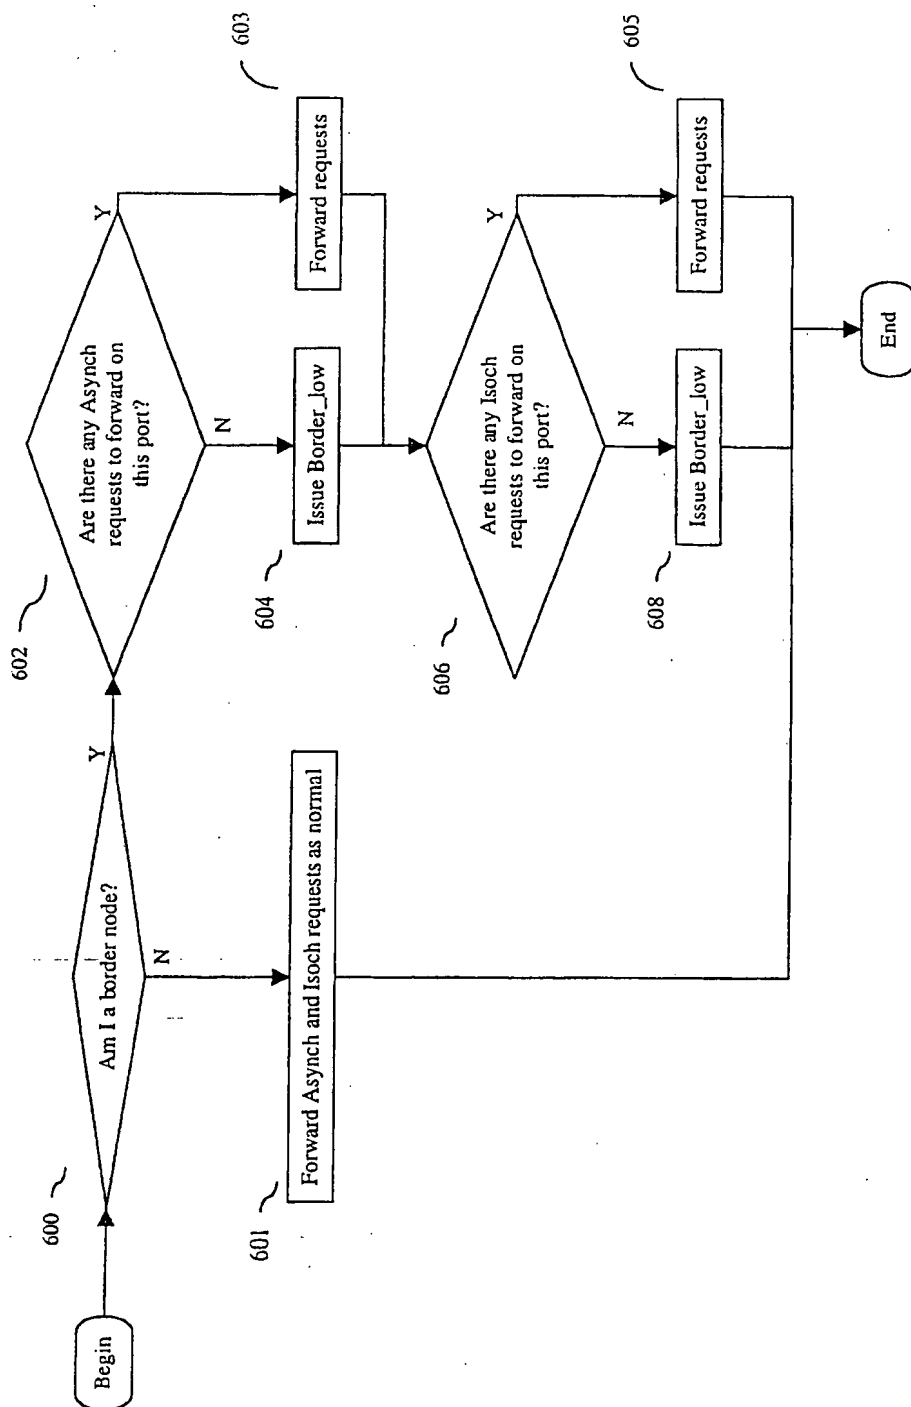 Begin
600
Am I a border node?
Y
N
601
Forward Asynch and Isoch requests as normal
602
Are there any Asynch
requests to forward on
this port?
Y
N
603
Forward requests
604
Issue Border_low
606
Are there any Isoch
requests to forward on
this port?
Y
N
605
Forward requests
608
Issue Border_low
End